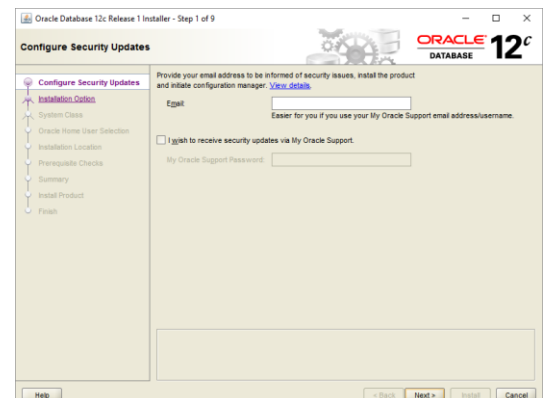 Oracle Database 12c Release 1 Installer - Step 1 of 9
Configure Security Updates
ORACLE
DATABASE
12c
Configure Security Updates
Installation Option
System Class
Oracle Home User Selection
Installation Location
Prerequisite Checks
Summary
Install Product
Finish
Provide your email address to be informed of security issues, install the product
and initiate configuration manager. View details.
Email:
Easier for you if you use your My Oracle Support email address/username.
I wish to receive security updates via My Oracle Support.
My Oracle Support Password:
Help
< Back
Next >
Install
Cancel